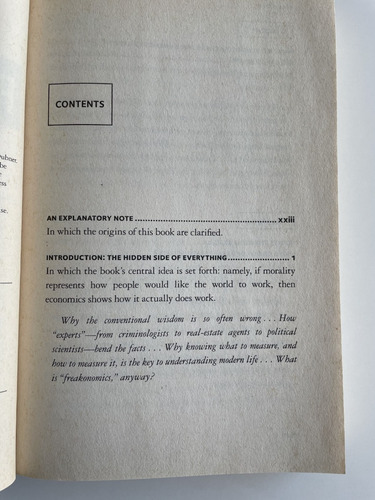 CONTENTS
AN EXPLANATORY NOTE xxiii
In which the origins of this book are clarified.
INTRODUCTION: THE HIDDEN SIDE OF EVERYTHING 1
In which the book's central idea is set forth: namely, if morality
represents how people would like the world to work, then
economics shows how it actually does work.
Why the conventional wisdom is so often wrong . . . How
"experts"—from criminologists to real-estate agents to political
scientists—bend the facts . . . Why knowing what to measure, and
how to measure it, is the key to understanding modern life . . . What
is "freakonomics," anyway?